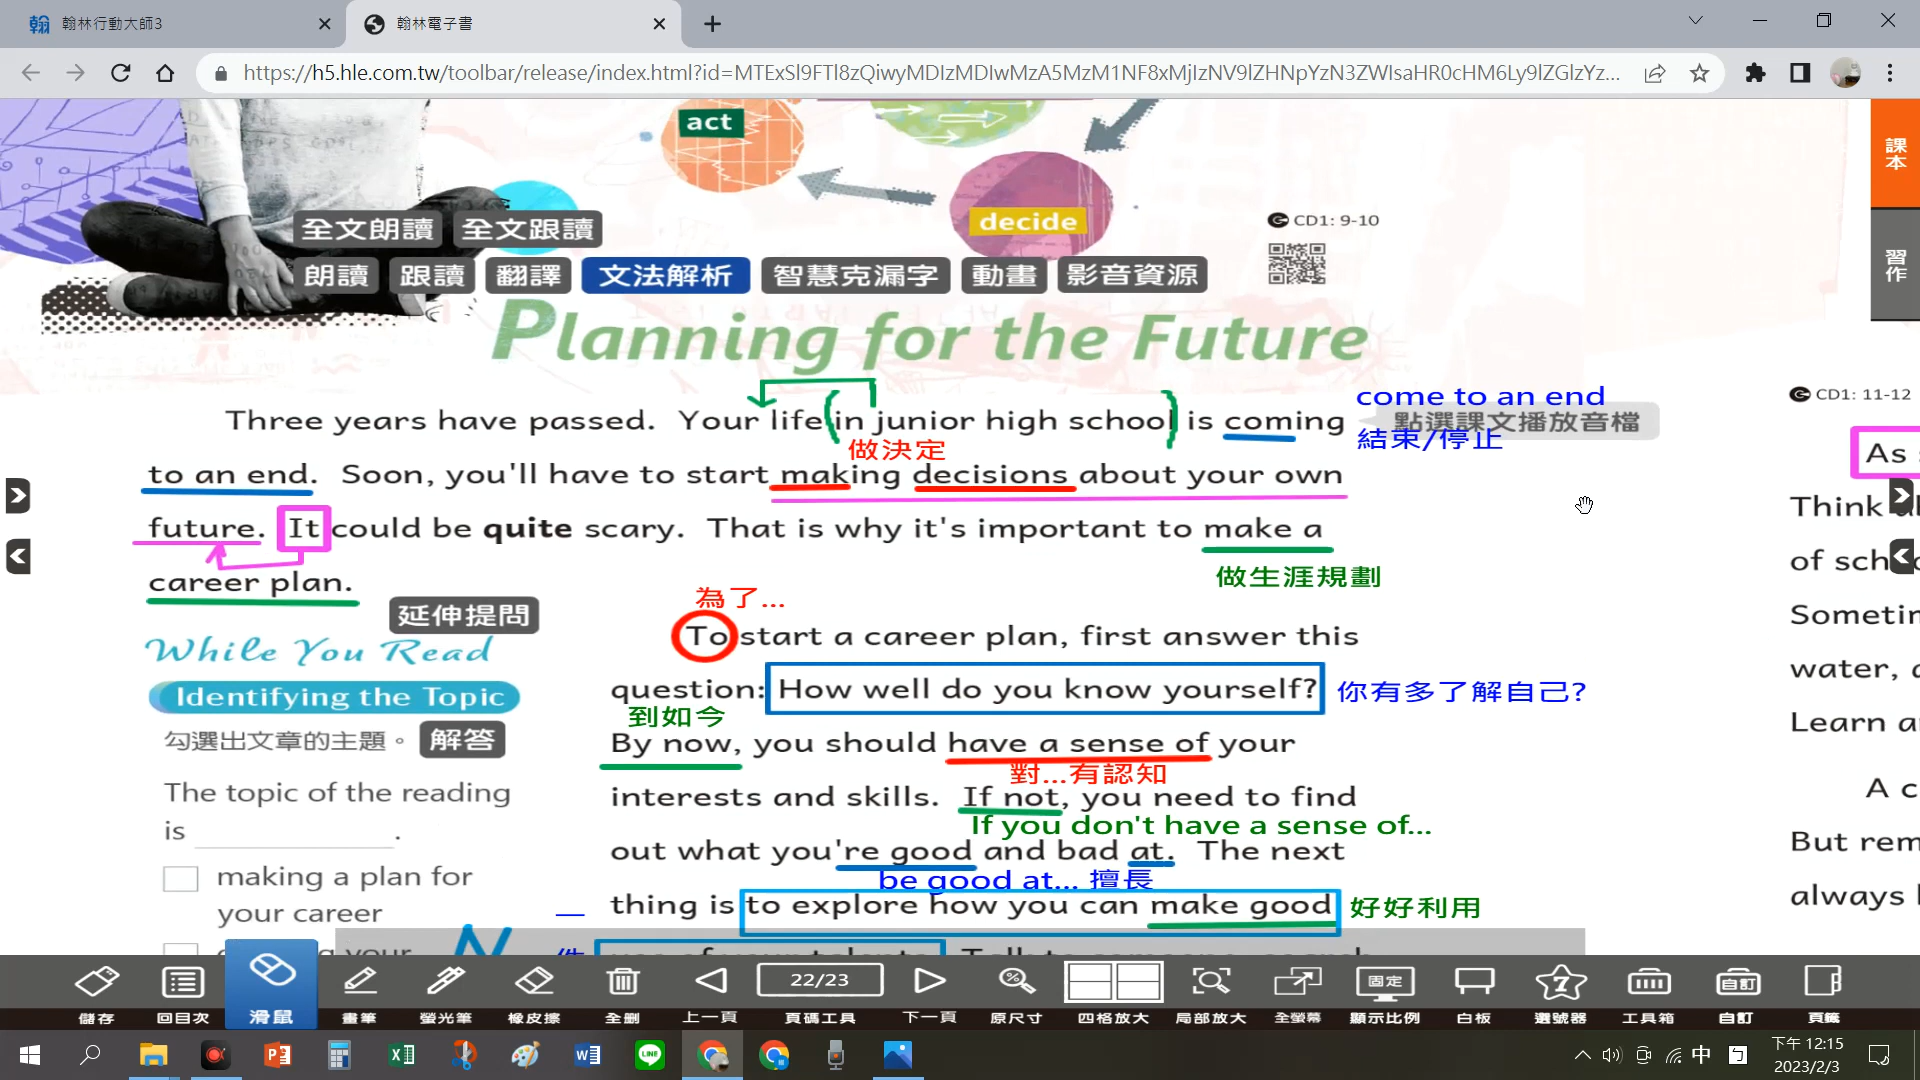 翰林行動大師3
翰林電子書
https://h5.hle.com.tw/toolbar/release/index.html?id=MTExSl9FTl8zQiwyMDIzMDIwMzA5MzM1NF8xMjIzNV9lZHNpYzN3ZWIsaHR0cHM6Ly9lZGlzYz...
act
decide
CD1: 9-10
課本
習作
全文朗讀 全文跟讀
朗讀 跟讀 翻譯 文法解析 智慧克漏字 動畫 影音資源
Planning for the Future
come to an end
點選課文播放音檔
結束/停止
CD1: 11-12
Three years have passed. Your life (in junior high school) is coming
做決定
to an end. Soon, you'll have to start making decisions about your own
future. It could be quite scary. That is why it's important to make a
做生涯規劃
career plan.
延伸提問
While You Read
Identifying the Topic
勾選出文章的主題。 解答
The topic of the reading
is ____________ .
making a plan for
your career
your
為了...
To start a career plan, first answer this
question: How well do you know yourself? 你有多了解自己?
到如今
By now, you should have a sense of your
對...有認知
interests and skills. If not, you need to find
If you don't have a sense of...
out what you're good and bad at. The next
be good at... 擅長
thing is to explore how you can make good 好好利用
一
件
use of your talents. Talk to someone, search
As
Think
of sch
Sometin
water,
Learn a
A c
But rem
always
儲存 回目次 滑鼠 畫筆 螢光筆 橡皮擦 全刪 上一頁 22/23 頁碼工具 下一頁 原尺寸 四格放大 局部放大 全螢幕 固定 顯示比例 白板 7 選號器 工具箱 自訂 自訂 頁籤
中
下午 12:15
2023/2/3